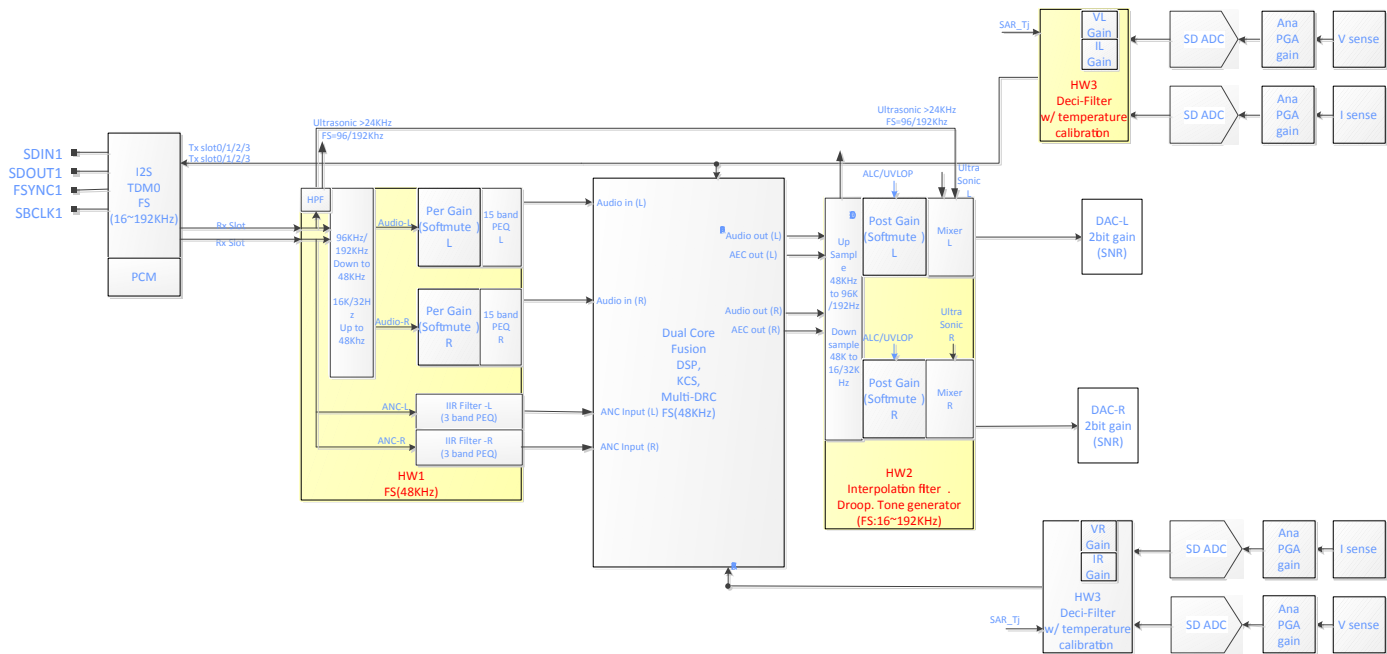 SDIN1
SDOUT1
FSYNC1
SBCLK1
I2S
TDM0
FS
(16~192KHz)
PCM
Tx slot0/1/2/3
Tx slot0/1/2/3
Rx Slot
Rx Slot
Ultrasonic >24KHz
FS=96/192Khz
HPF
96KHz/
192KHz
Down to
48KHz
16K/32H
z
Up to
48Khz
Audio-L
Audio-R
Per Gain
(Softmute )
L
15 band
PEQ
L
Per Gain
(Softmute )
R
15 band
PEQ
R
ANC-L
IIR Filter -L
(3 band PEQ)
ANC-R
IIR Filter -R
(3 band PEQ)
HW1
FS(48KHz)
Audio in (L)
Audio in (R)
ANC Input (L)
ANC Input (R)
Dual Core
Fusion
DSP,
KCS,
Multi-DRC
FS(48KHz)
Audio out (L)
AEC out (L)
Audio out (R)
AEC out (R)
Ultrasonic >24KHz
FS=96/192Khz
ALC/UVLOP
Ultra
Sonic
L
Up
Sampl
e
48KHz
to 96K
/192Hz
Down
sample
48K to
16/32K
Hz
Post Gain
(Softmute )
L
Mixer
L
ALC/UVLOP
Ultra
Sonic
R
Post Gain
(Softmute )
R
Mixer
R
HW2
Interpolation filter .
Droop. Tone generator
(FS:16~192KHz)
DAC-L
2bit gain
(SNR)
DAC-R
2bit gain
(SNR)
SAR_Tj
VL
Gain
IL
Gain
HW3
Deci-Filter
w/ temperature
calibration
SD ADC
Ana
PGA
gain
V sense
SD ADC
Ana
PGA
gain
I sense
VR
Gain
IR
Gain
HW3
Deci-Filter
w/ temperature
calibration
SAR_Tj
SD ADC
Ana
PGA
gain
I sense
SD ADC
Ana
PGA
gain
V sense